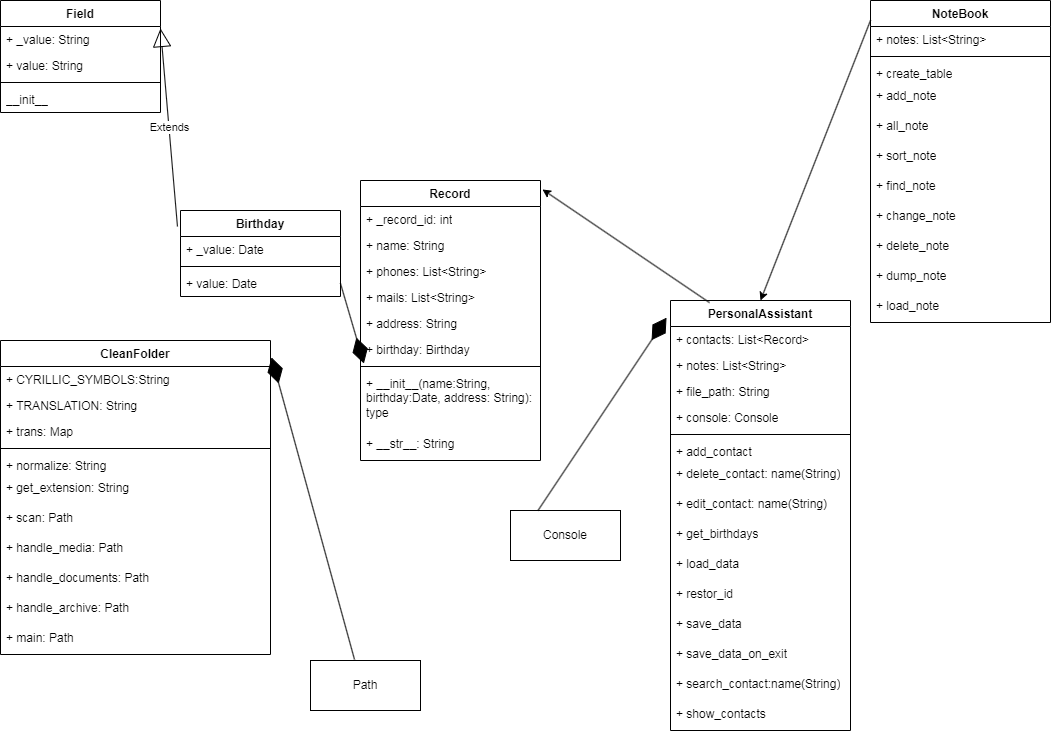 Field
+ _value: String
+ value: String
__init__
Extends
Birthday
+ _value: Date
+ value: Date
Record
+ _record_id: int
+ name: String
+ phones: List<String>
+ mails: List<String>
+ address: String
+ birthday: Birthday
+ __init__(name:String,
birthday:Date, address: String):
type
+ __str__: String
NoteBook
+ notes: List<String>
+ create_table
+ add_note
+ all_note
+ sort_note
+ find_note
+ change_note
+ delete_note
+ dump_note
+ load_note
PersonalAssistant
+ contacts: List<Record>
+ notes: List<String>
+ file_path: String
+ console: Console
+ add_contact
+ delete_contact: name(String)
+ edit_contact: name(String)
+ get_birthdays
+ load_data
+ restor_id
+ save_data
+ save_data_on_exit
+ search_contact:name(String)
+ show_contacts
CleanFolder
+ CYRILLIC_SYMBOLS:String
+ TRANSLATION: String
+ trans: Map
+ normalize: String
+ get_extension: String
+ scan: Path
+ handle_media: Path
+ handle_documents: Path
+ handle_archive: Path
+ main: Path
Console
Path